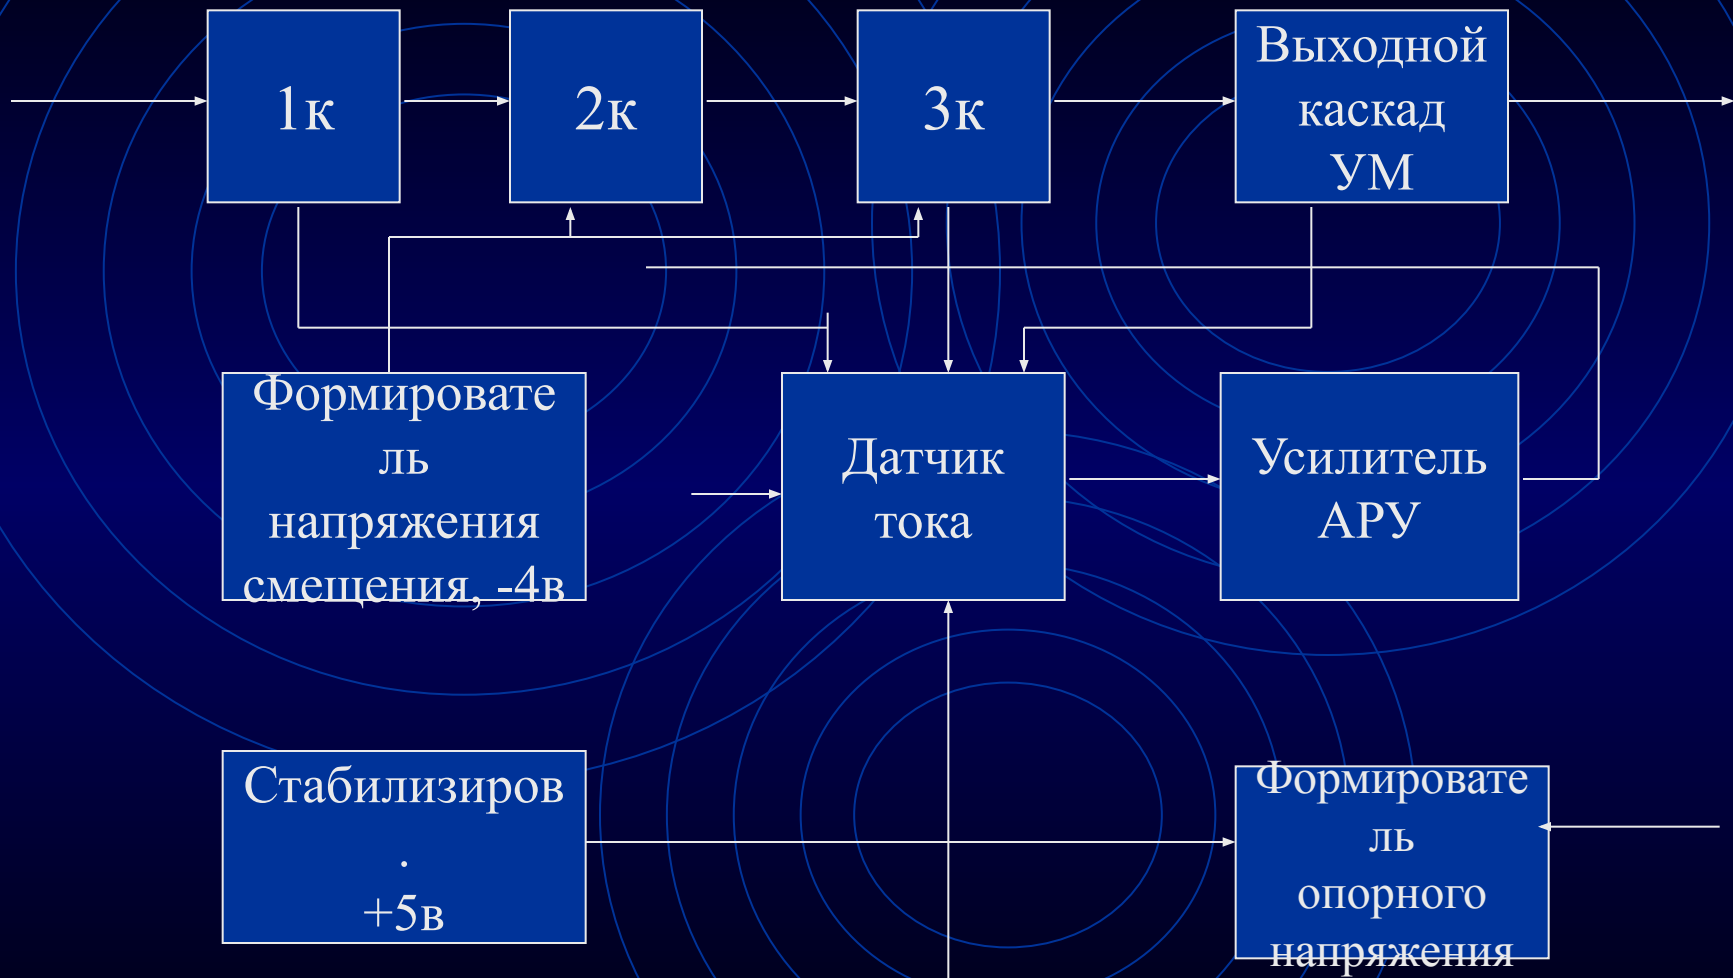 1к
2к
3к
Выходной
каскад
УМ
Формировате
ль
напряжения
смещения, -4в
Датчик
тока
Усилитель
АРУ
Стабилизиров
.
+5в
Формировате
ль
опорного
напряжения